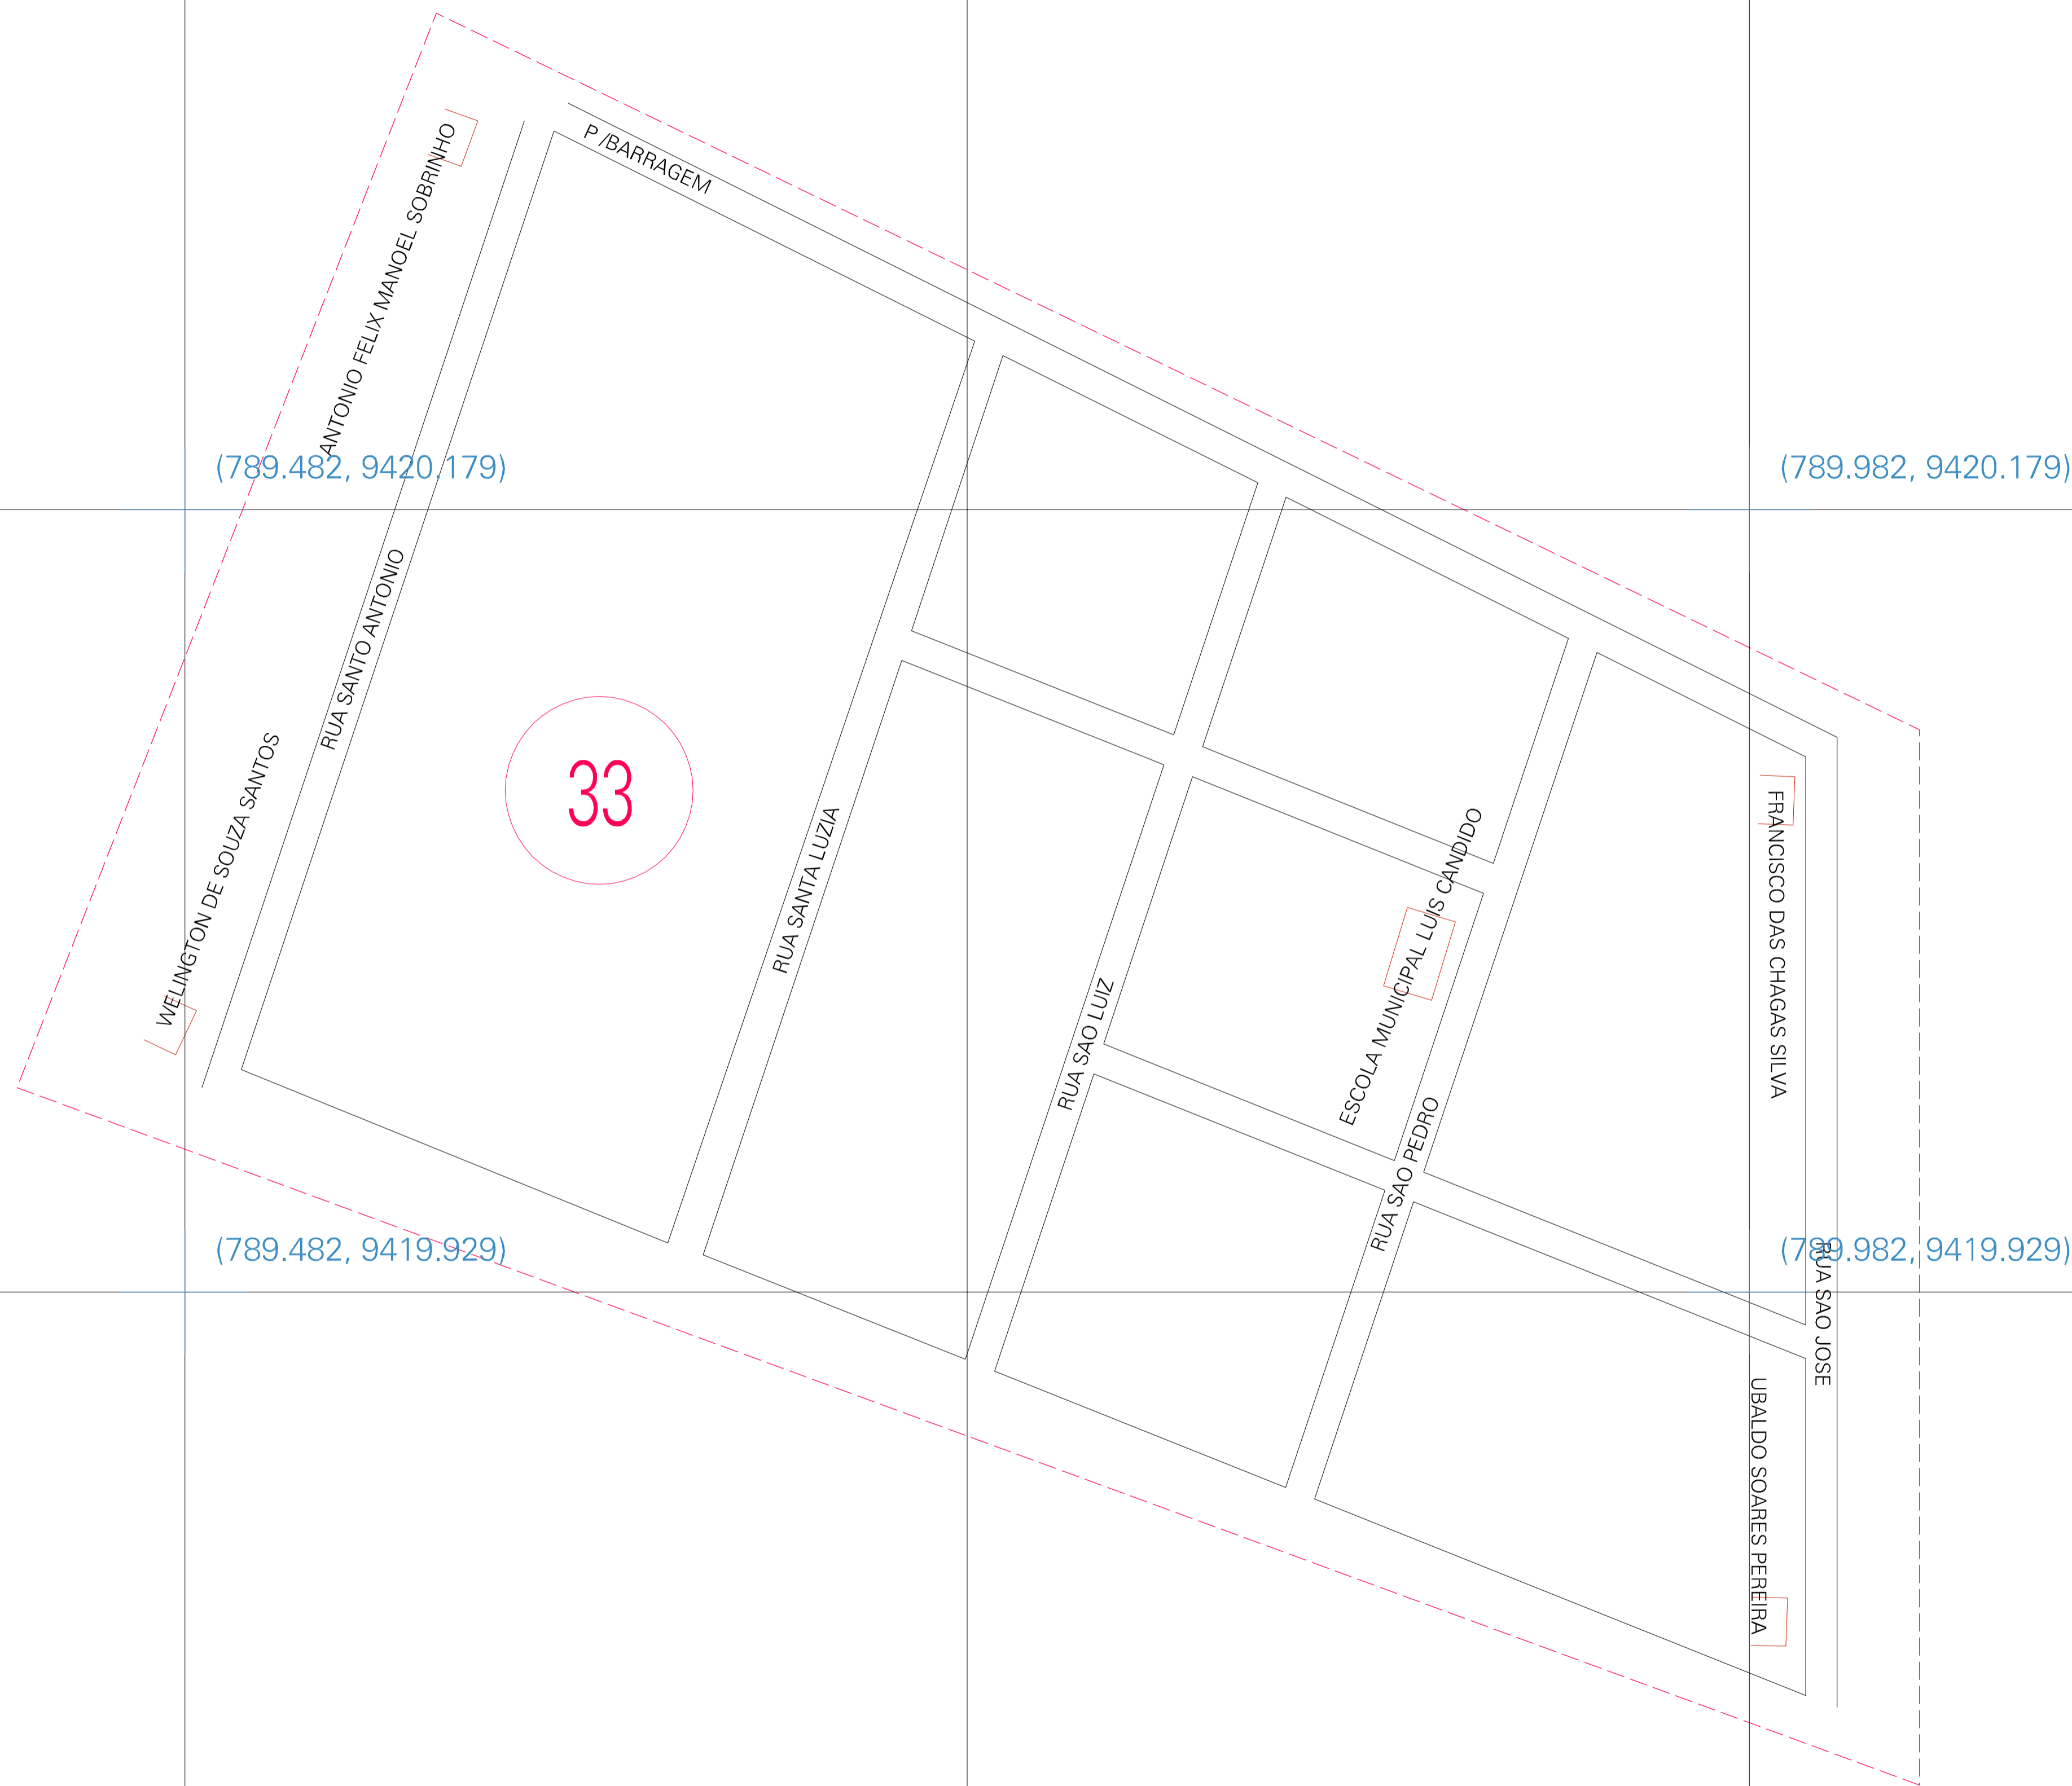 P /BARRAGEM
ANTONIO FELIX MANOEL SOBRINHO
(789.482, 9420.179)
(789.982, 9420.179)
RUA SANTO ANTONIO
WELINGTON DE SOUZA SANTOS
33
RUA SANTA LUZIA
ESCOLA MUNICIPAL LUIS CANDIDO
FRANCISCO DAS CHAGAS SILVA
RUA SAO LUIZ
RUA SAO PEDRO
(789.482, 9419.929)
(789.982, 9419.929)
RUA SAO JOSE
UBALDO SOARES PEREIRA